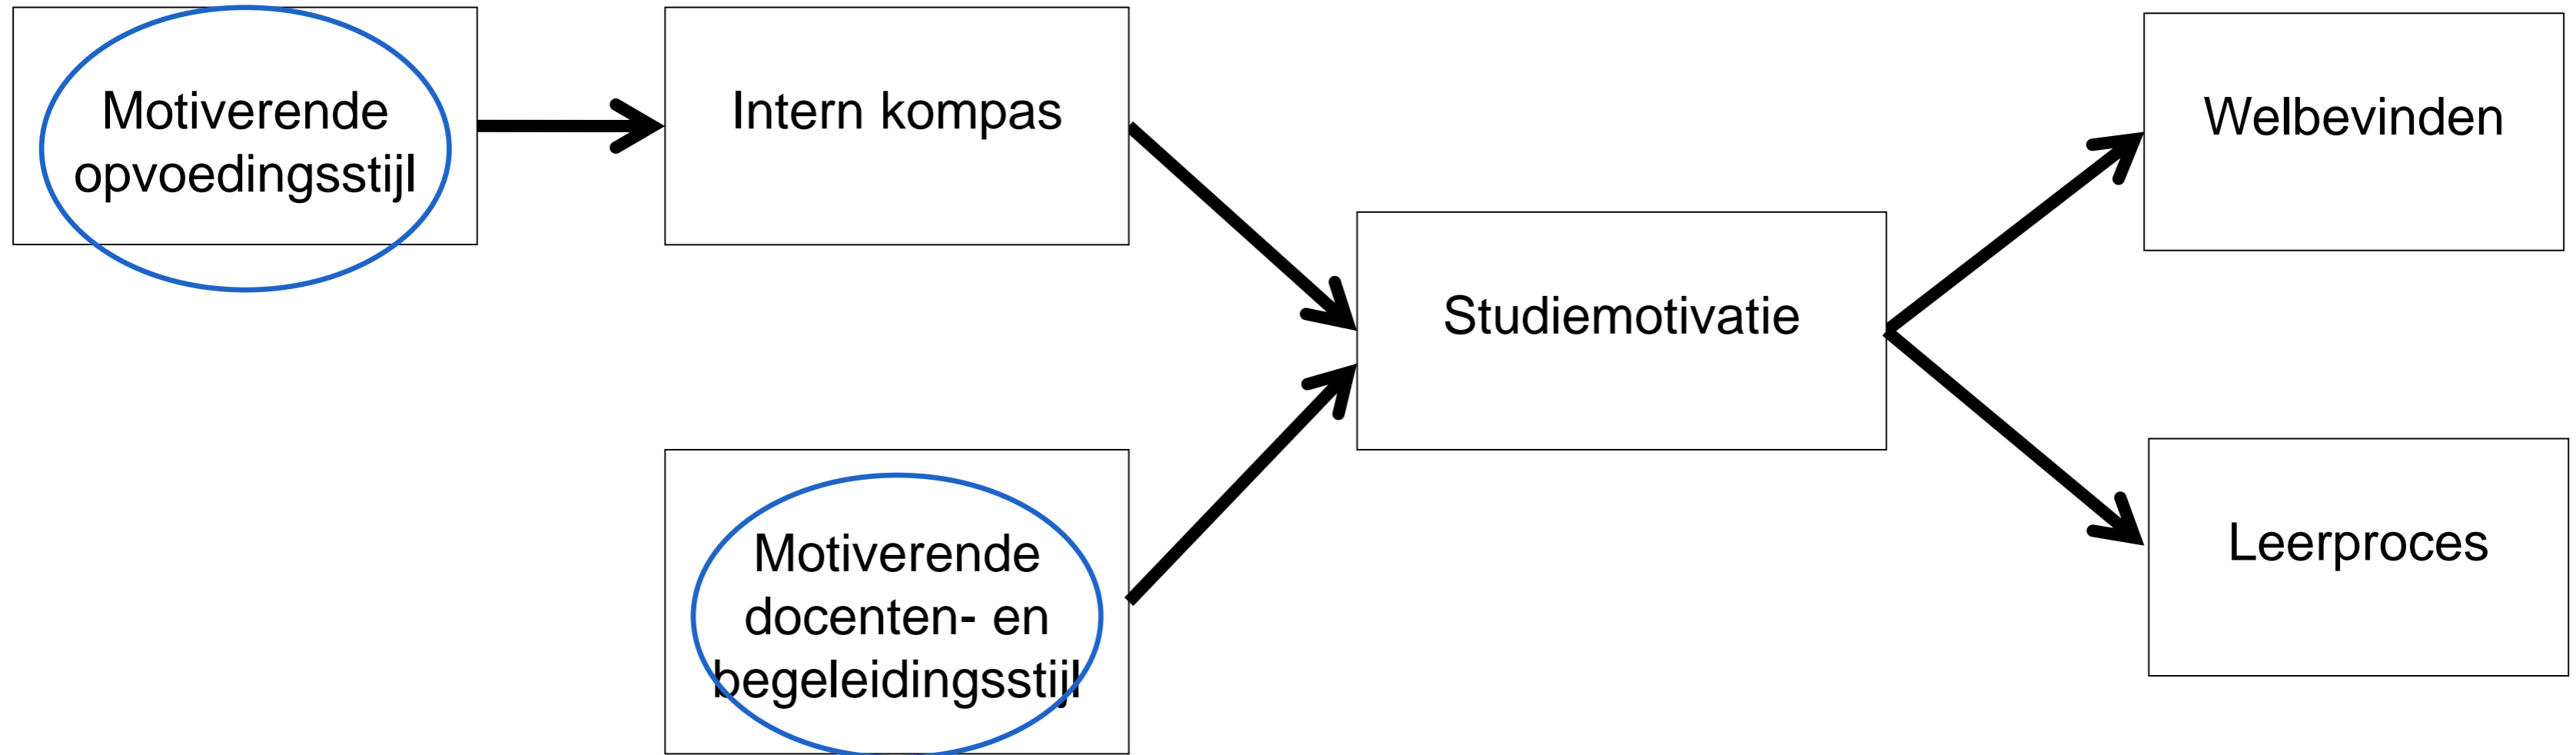 Motiverende
opvoedingsstijl
Intern kompas
Welbevinden
Studiemotivatie
Motiverende
docenten- en
begeleidingsstijl
Leerproces